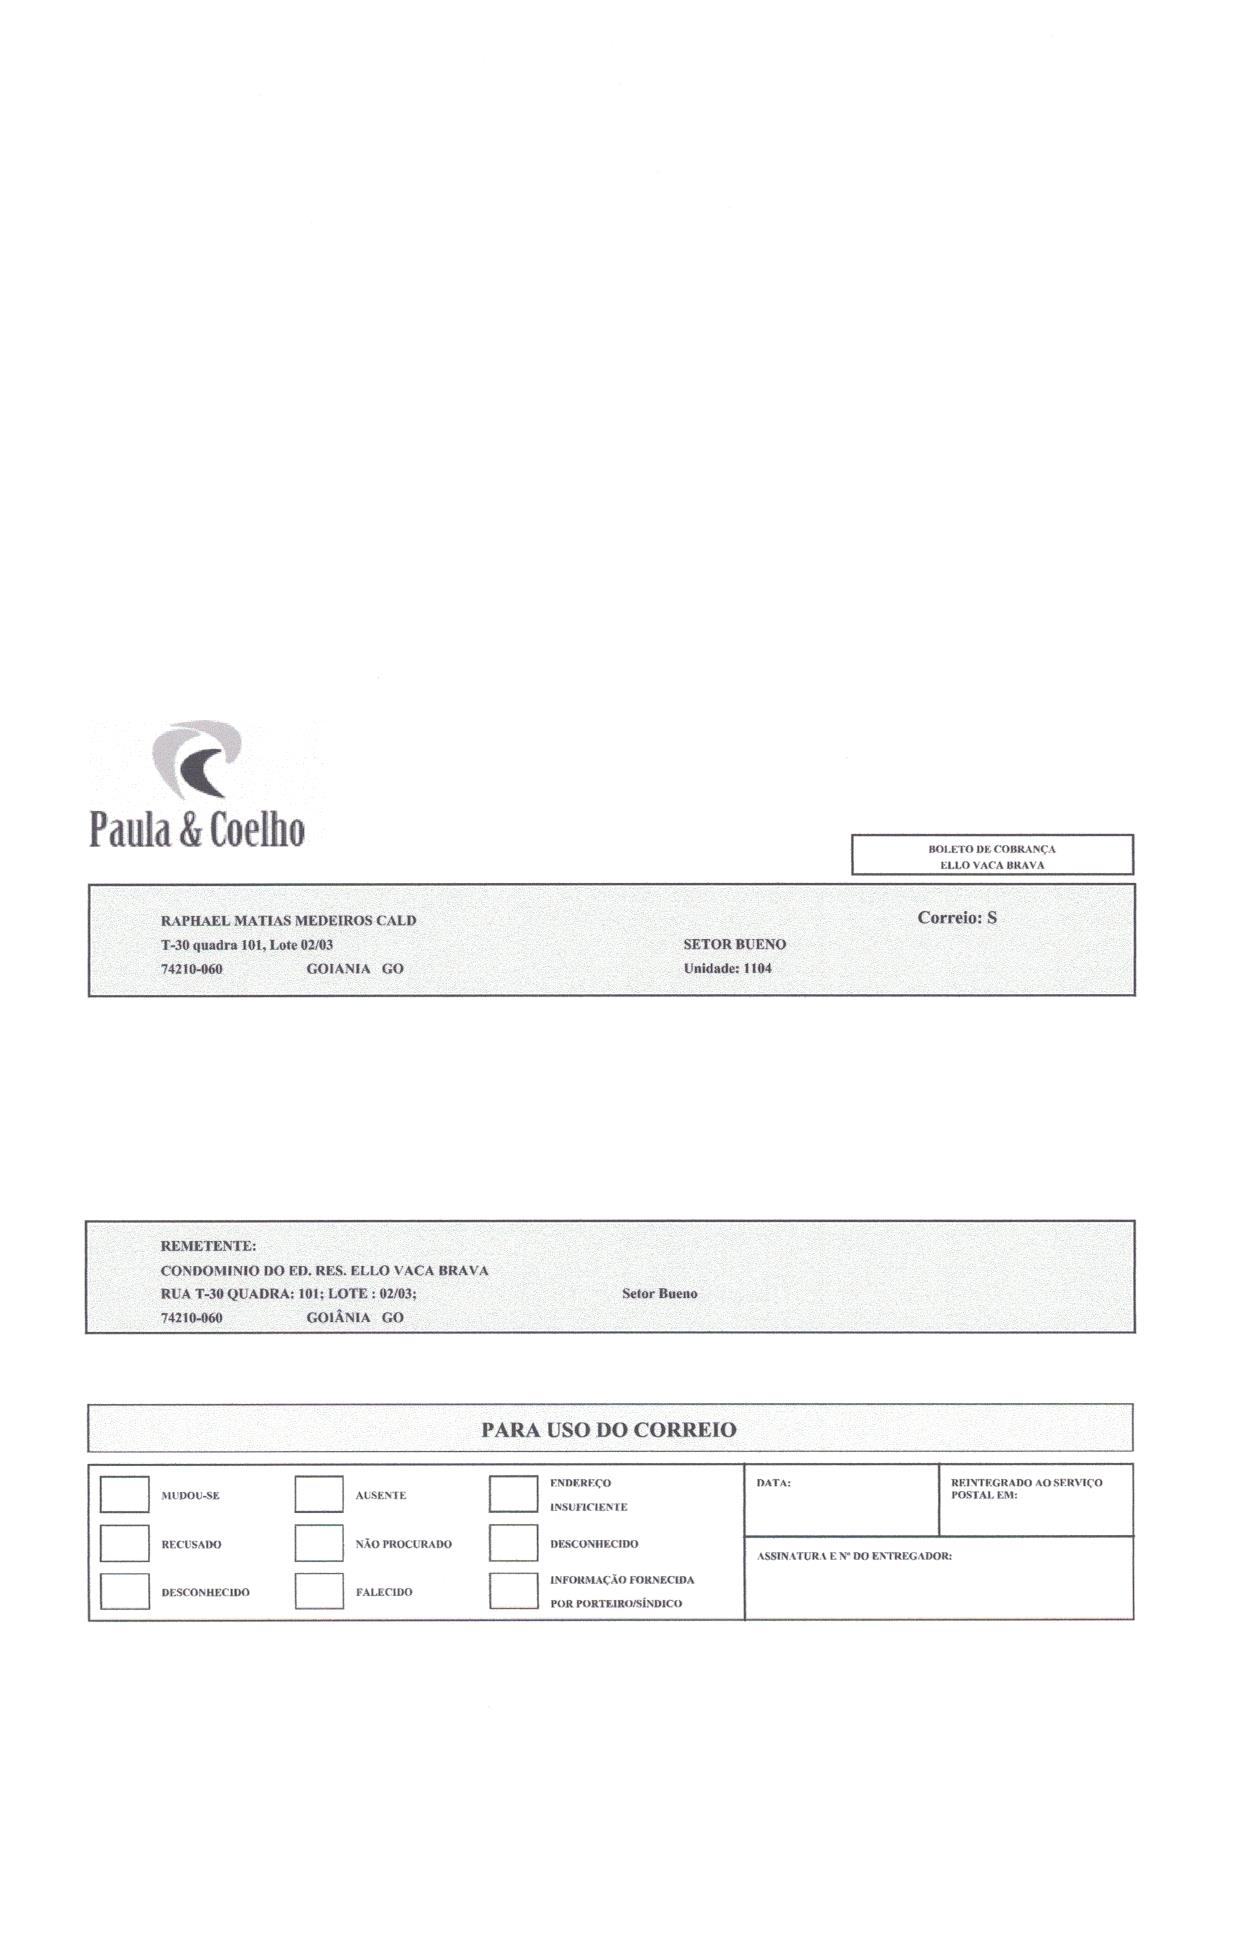 Paula & Coelho
BOLETO DE COBRANÇA
ELLO VACA BRAVA
RAPHAEL MATIAS MEDEIROS CALD
Correio: S
T-30 quadra 101, Lote 02/03
SETOR BUENO
74210-060 GOIANIA GO
Unidade: 1104
REMETENTE:
CONDOMINIO DO ED. RES. ELLO VACA BRAVA
RUA T-30 QUADRA: 101; LOTE : 02/03;
Setor Bueno
74210-060 GOIÂNIA GO
PARA USO DO CORREIO
MUDOU-SE
AUSENTE
ENDEREÇO
INSUFICIENTE
RECUSADO
NÃO PROCURADO
DESCONHECIDO
DESCONHECIDO
FALECIDO
INFORMAÇÃO FORNECIDA
POR PORTEIRO/SÍNDICO
DATA:
REINTEGRADO AO SERVIÇO
POSTAL EM:
ASSINATURA E Nº DO ENTREGADOR: